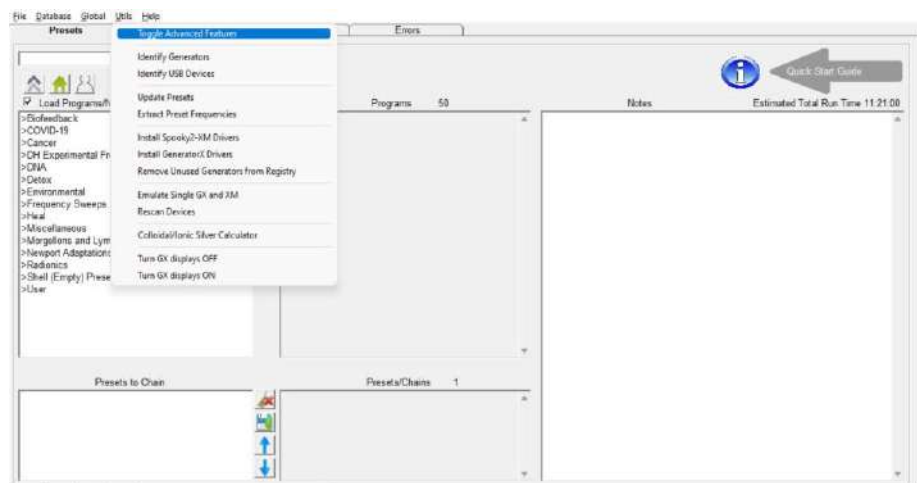 File Database Global Utils Help
Presets
Errors
Toggle Advanced Features
Identify Generators
Identify USB Devices
Update Presets
Extract Preset Frequencies
Install Spooky2-XM Drivers
Install GeneratorX Drivers
Remove Unused Generators from Registry
Emulate Single GX and XM
Rescan Devices
Colloidal/Ionic Silver Calculator
Turn GX displays OFF
Turn GX displays ON
Quick Start Guide
Load Programs/
Programs 50
Notes
Estimated Total Run Time 11:21:00
>Biofeedback
>COVID-19
>Cancer
>DH Experimental Fr
>DNA
>Detox
>Environmental
>Frequency Sweeps
>Heal
>Miscellaneous
>Morgellons and Lym
>Newport Adaptations
>Radionics
>Shell (Empty) Prese
>User
Presets to Chain
Presets/Chains 1